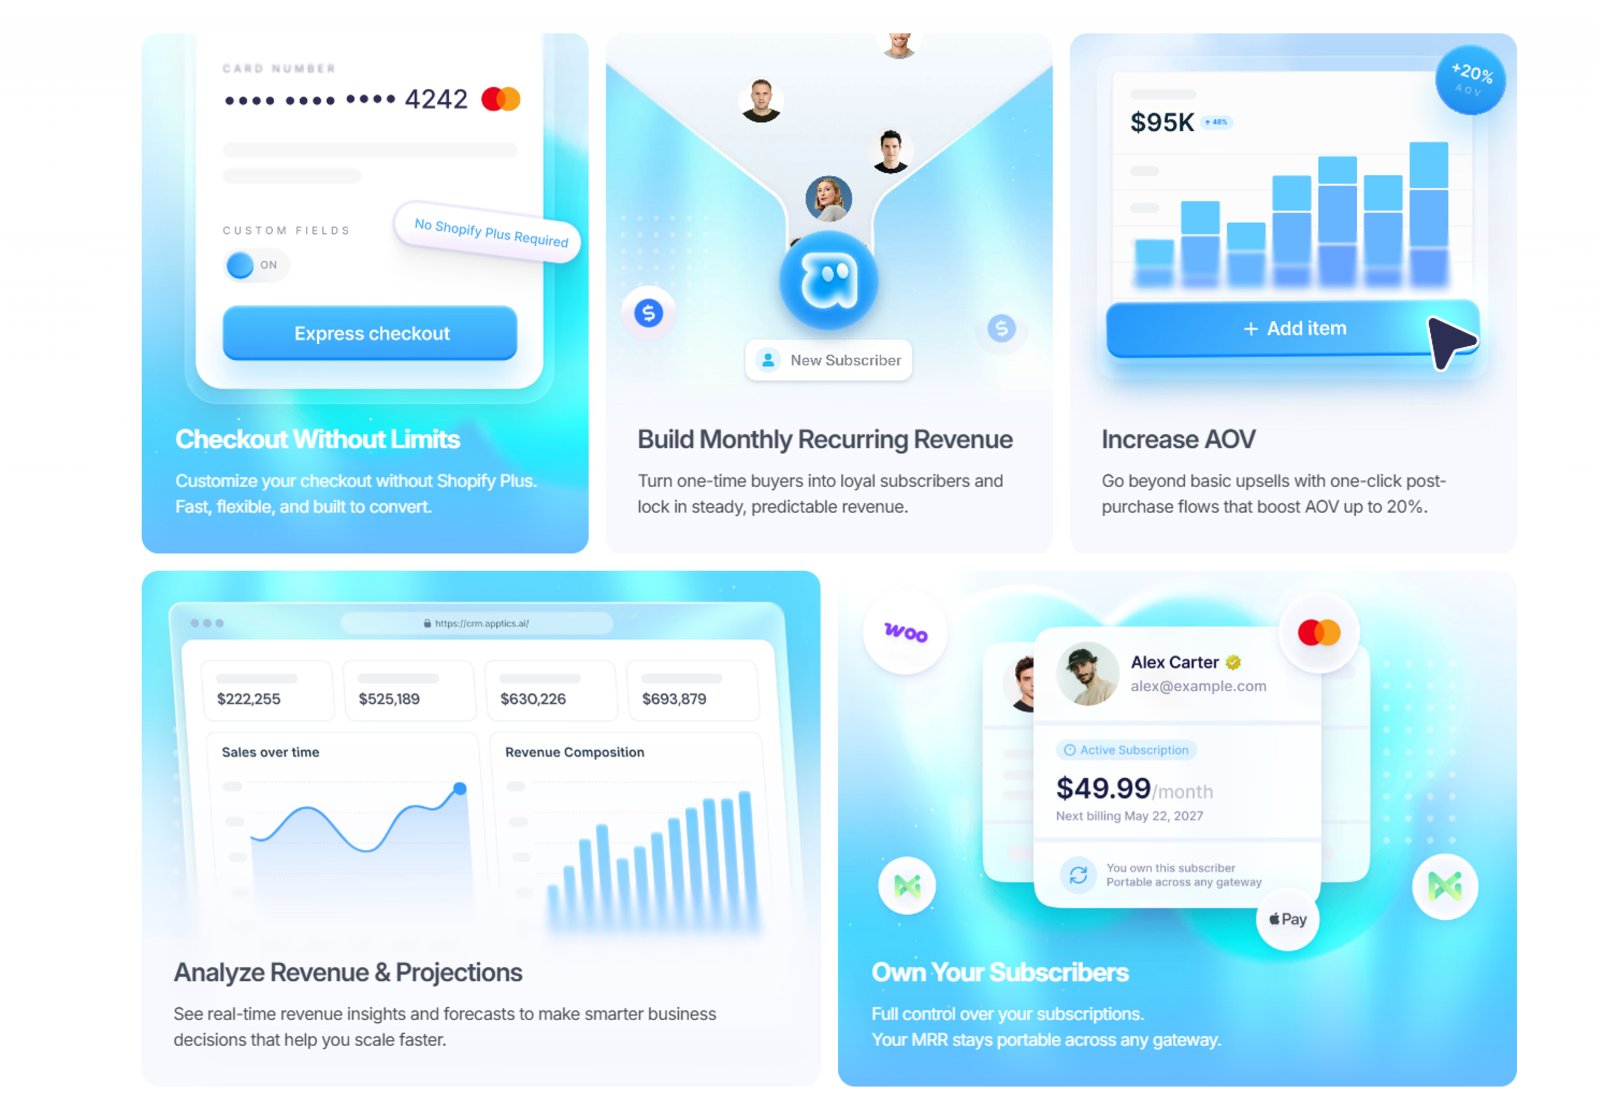 CARD NUMBER
•••• •••• •••• 4242
CUSTOM FIELDS
ON
No Shopify Plus Required
Express checkout
Checkout Without Limits
Customize your checkout without Shopify Plus.
Fast, flexible, and built to convert.
New Subscriber
Build Monthly Recurring Revenue
Turn one-time buyers into loyal subscribers and
lock in steady, predictable revenue.
+20%
AOV
$95K
48%
+ Add item
Increase AOV
Go beyond basic upsells with one-click post-
purchase flows that boost AOV up to 20%.
https://crm.apptics.ai/
$222,255
$525,189
$630,226
$693,879
Sales over time
Revenue Composition
Analyze Revenue & Projections
See real-time revenue insights and forecasts to make smarter business
decisions that help you scale faster.
woo
Alex Carter
alex@example.com
Active Subscription
$49.99/month
Next billing May 22, 2027
You own this subscriber
Portable across any gateway
Pay
Own Your Subscribers
Full control over your subscriptions.
Your MRR stays portable across any gateway.